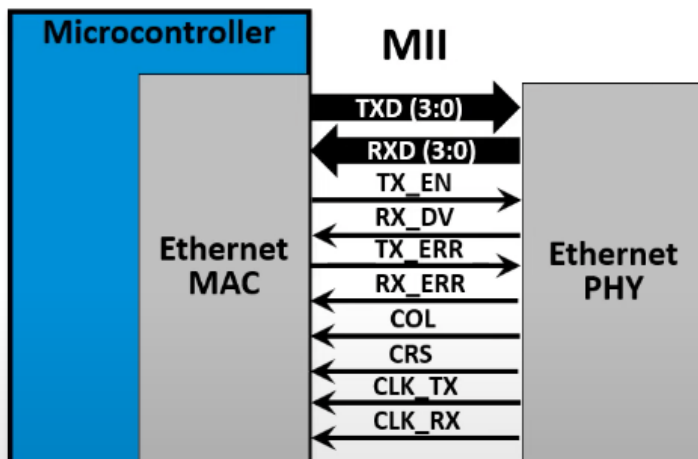 Microcontroller
MII
TXD (3:0)
RXD (3:0)
TX_EN
RX_DV
TX_ERR
RX_ERR
COL
CRS
CLK_TX
CLK_RX
Ethernet
MAC
Ethernet
PHY